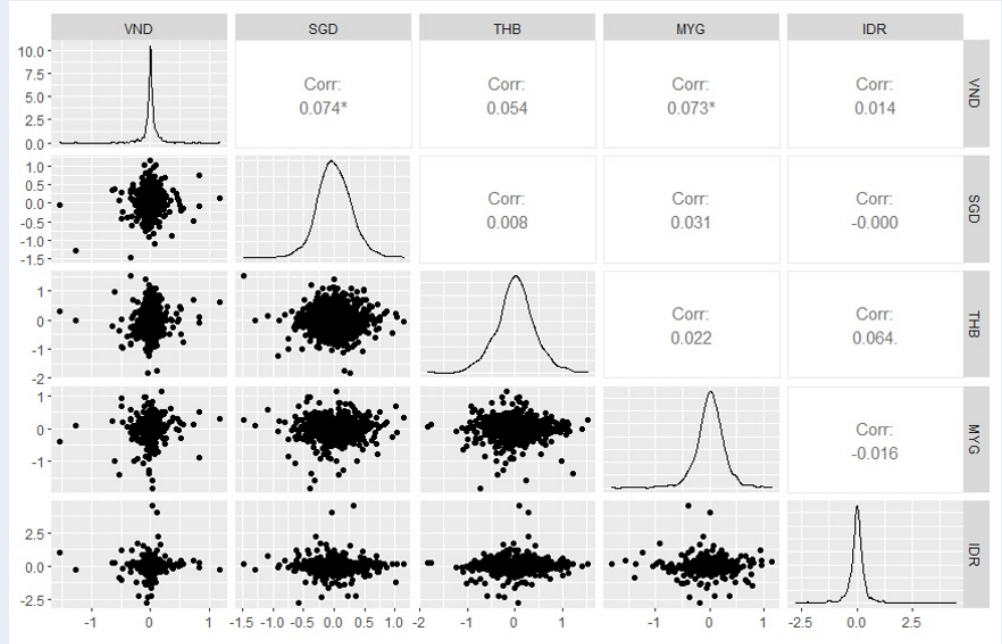 VND SGD THB MYG IDR
10.0
7.5
5.0
2.5
0.0
Corr:
0.074*
Corr:
0.054
Corr:
0.073*
Corr:
0.014
VND
1.0
0.5
0.0
-0.5
-1.0
-1.5
Corr:
0.008
Corr:
0.031
Corr:
-0.000
SGD
1
0
-1
-2
Corr:
0.022
Corr:
0.064.
THB
1
0
-1
Corr:
-0.016
MYG
2.5
0.0
-2.5
IDR
-1 0 1 -1.5 -1.0 -0.5 0.0 0.5 1.0 -2 -1 0 1 -1 0 1 -2.5 0.0 2.5